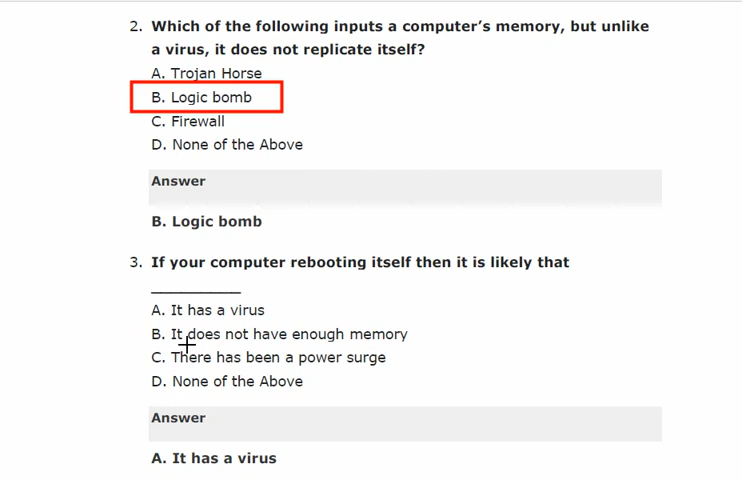 2. Which of the following inputs a computer’s memory, but unlike
a virus, it does not replicate itself?
A. Trojan Horse
B. Logic bomb
C. Firewall
D. None of the Above
Answer
B. Logic bomb
3. If your computer rebooting itself then it is likely that
__________
A. It has a virus
B. It does not have enough memory
C. There has been a power surge
D. None of the Above
Answer
A. It has a virus